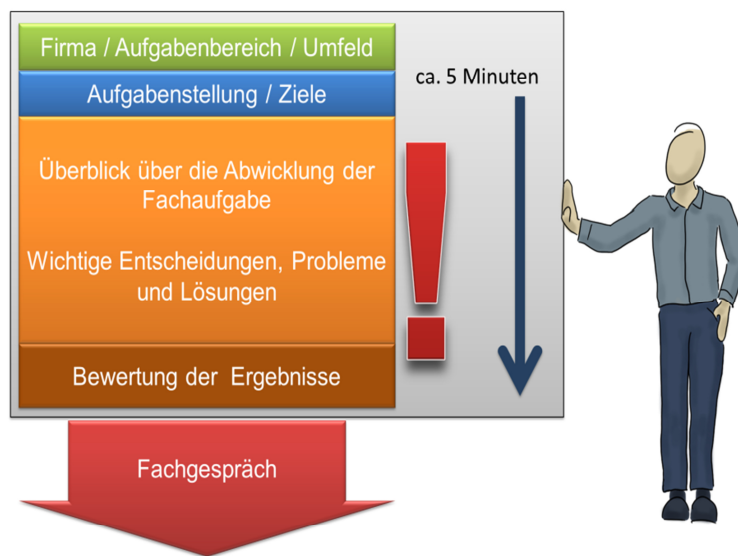 Firma / Aufgabenbereich / Umfeld
ca. 5 Minuten
Aufgabenstellung / Ziele
Überblick über die Abwicklung der
Fachaufgabe
Wichtige Entscheidungen, Probleme
und Lösungen
!
Bewertung der Ergebnisse
Fachgespräch